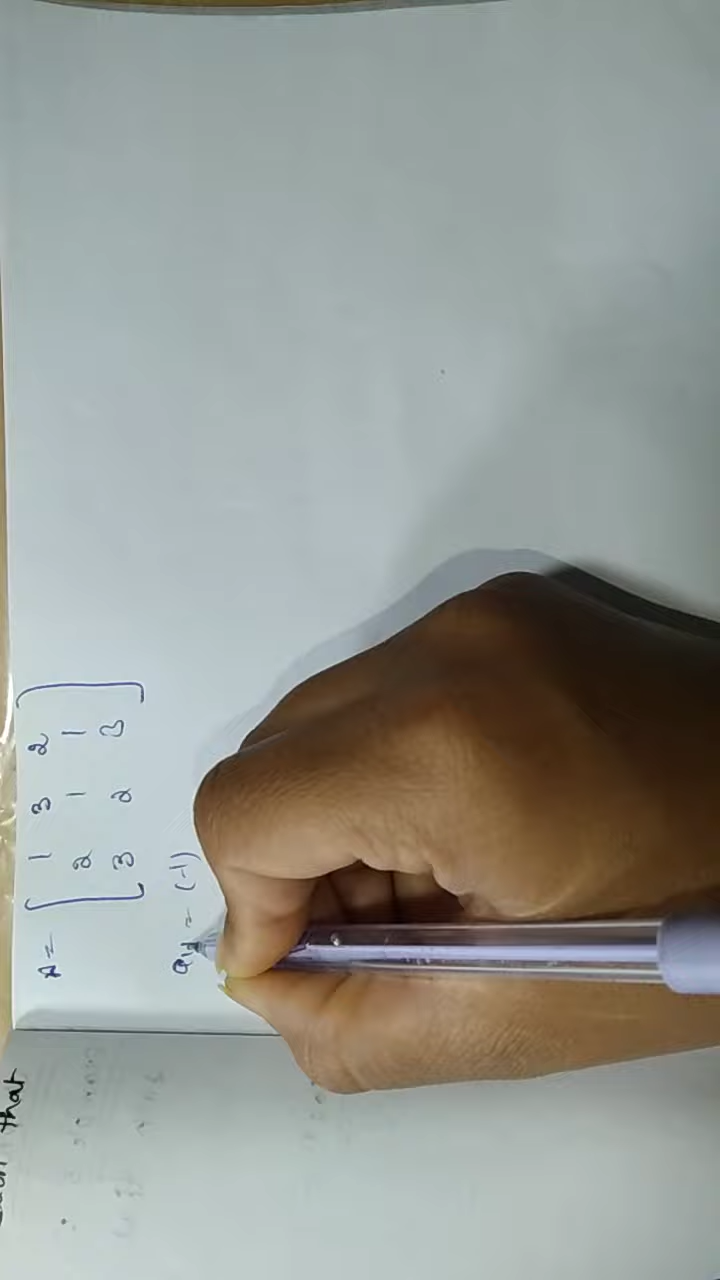 A = [ 1 3 2
2 1 1
3 2 3 ]
a11 = (-1)
that